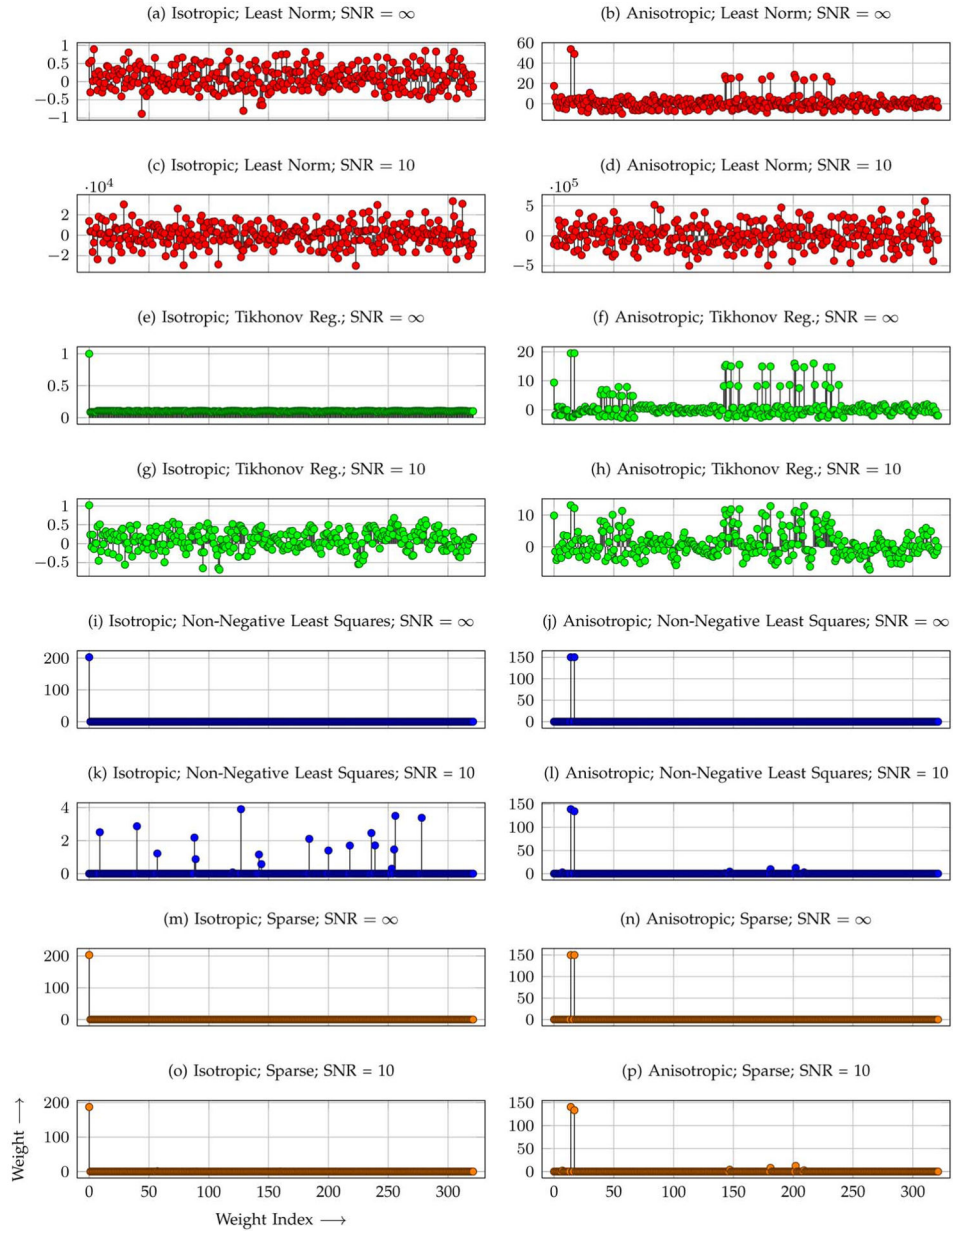 (a) Isotropic; Least Norm; SNR = ∞
1
0.5
0
−0.5
−1
(b) Anisotropic; Least Norm; SNR = ∞
60
40
20
0
(c) Isotropic; Least Norm; SNR = 10
·10⁴
2
0
−2
(d) Anisotropic; Least Norm; SNR = 10
·10⁵
5
0
−5
(e) Isotropic; Tikhonov Reg.; SNR = ∞
1
0.5
0
(f) Anisotropic; Tikhonov Reg.; SNR = ∞
20
10
0
(g) Isotropic; Tikhonov Reg.; SNR = 10
1
0.5
0
−0.5
(h) Anisotropic; Tikhonov Reg.; SNR = 10
10
0
(i) Isotropic; Non-Negative Least Squares; SNR = ∞
200
100
0
(j) Anisotropic; Non-Negative Least Squares; SNR = ∞
150
100
50
0
(k) Isotropic; Non-Negative Least Squares; SNR = 10
4
2
0
(l) Anisotropic; Non-Negative Least Squares; SNR = 10
150
100
50
0
(m) Isotropic; Sparse; SNR = ∞
200
100
0
(n) Anisotropic; Sparse; SNR = ∞
150
100
50
0
(o) Isotropic; Sparse; SNR = 10
200
100
0
0 50 100 150 200 250 300
Weight ⟶
Weight Index ⟶
(p) Anisotropic; Sparse; SNR = 10
150
100
50
0
0 50 100 150 200 250 300